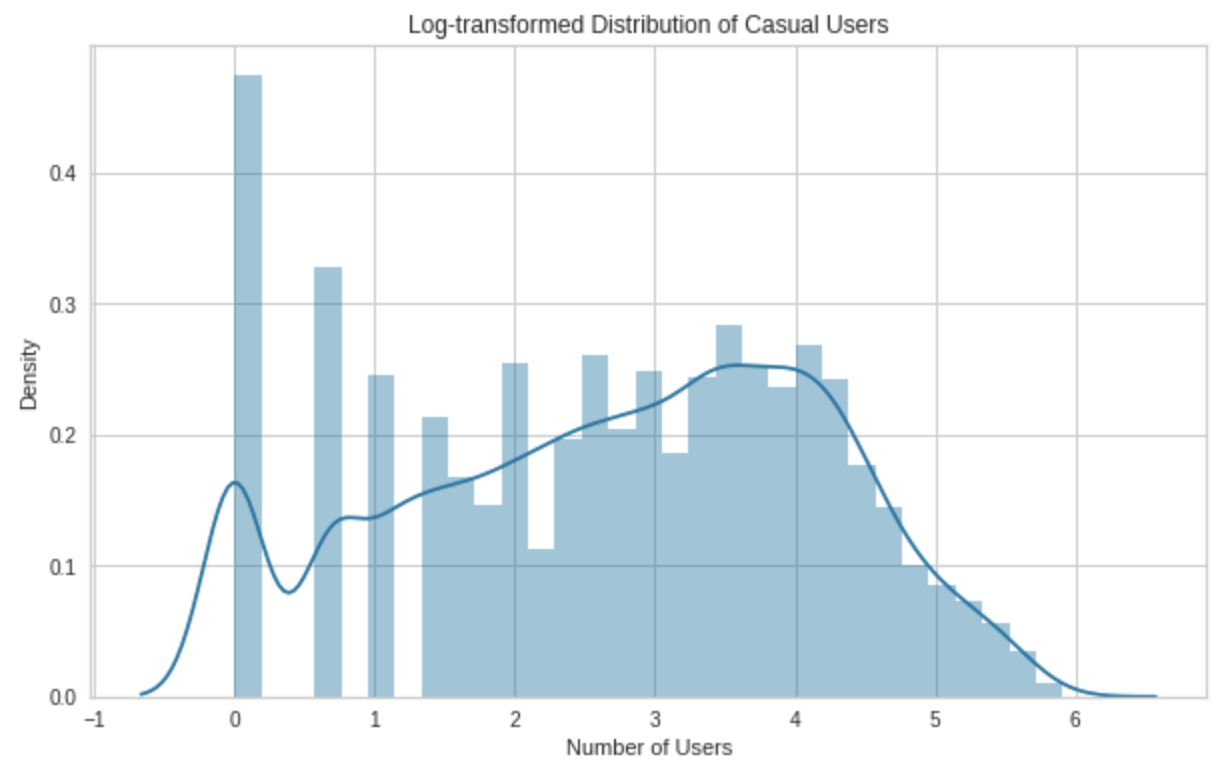 Log-transformed Distribution of Casual Users
0.4
0.3
0.2
0.1
0.0
Density
−1 0 1 2 3 4 5 6
Number of Users